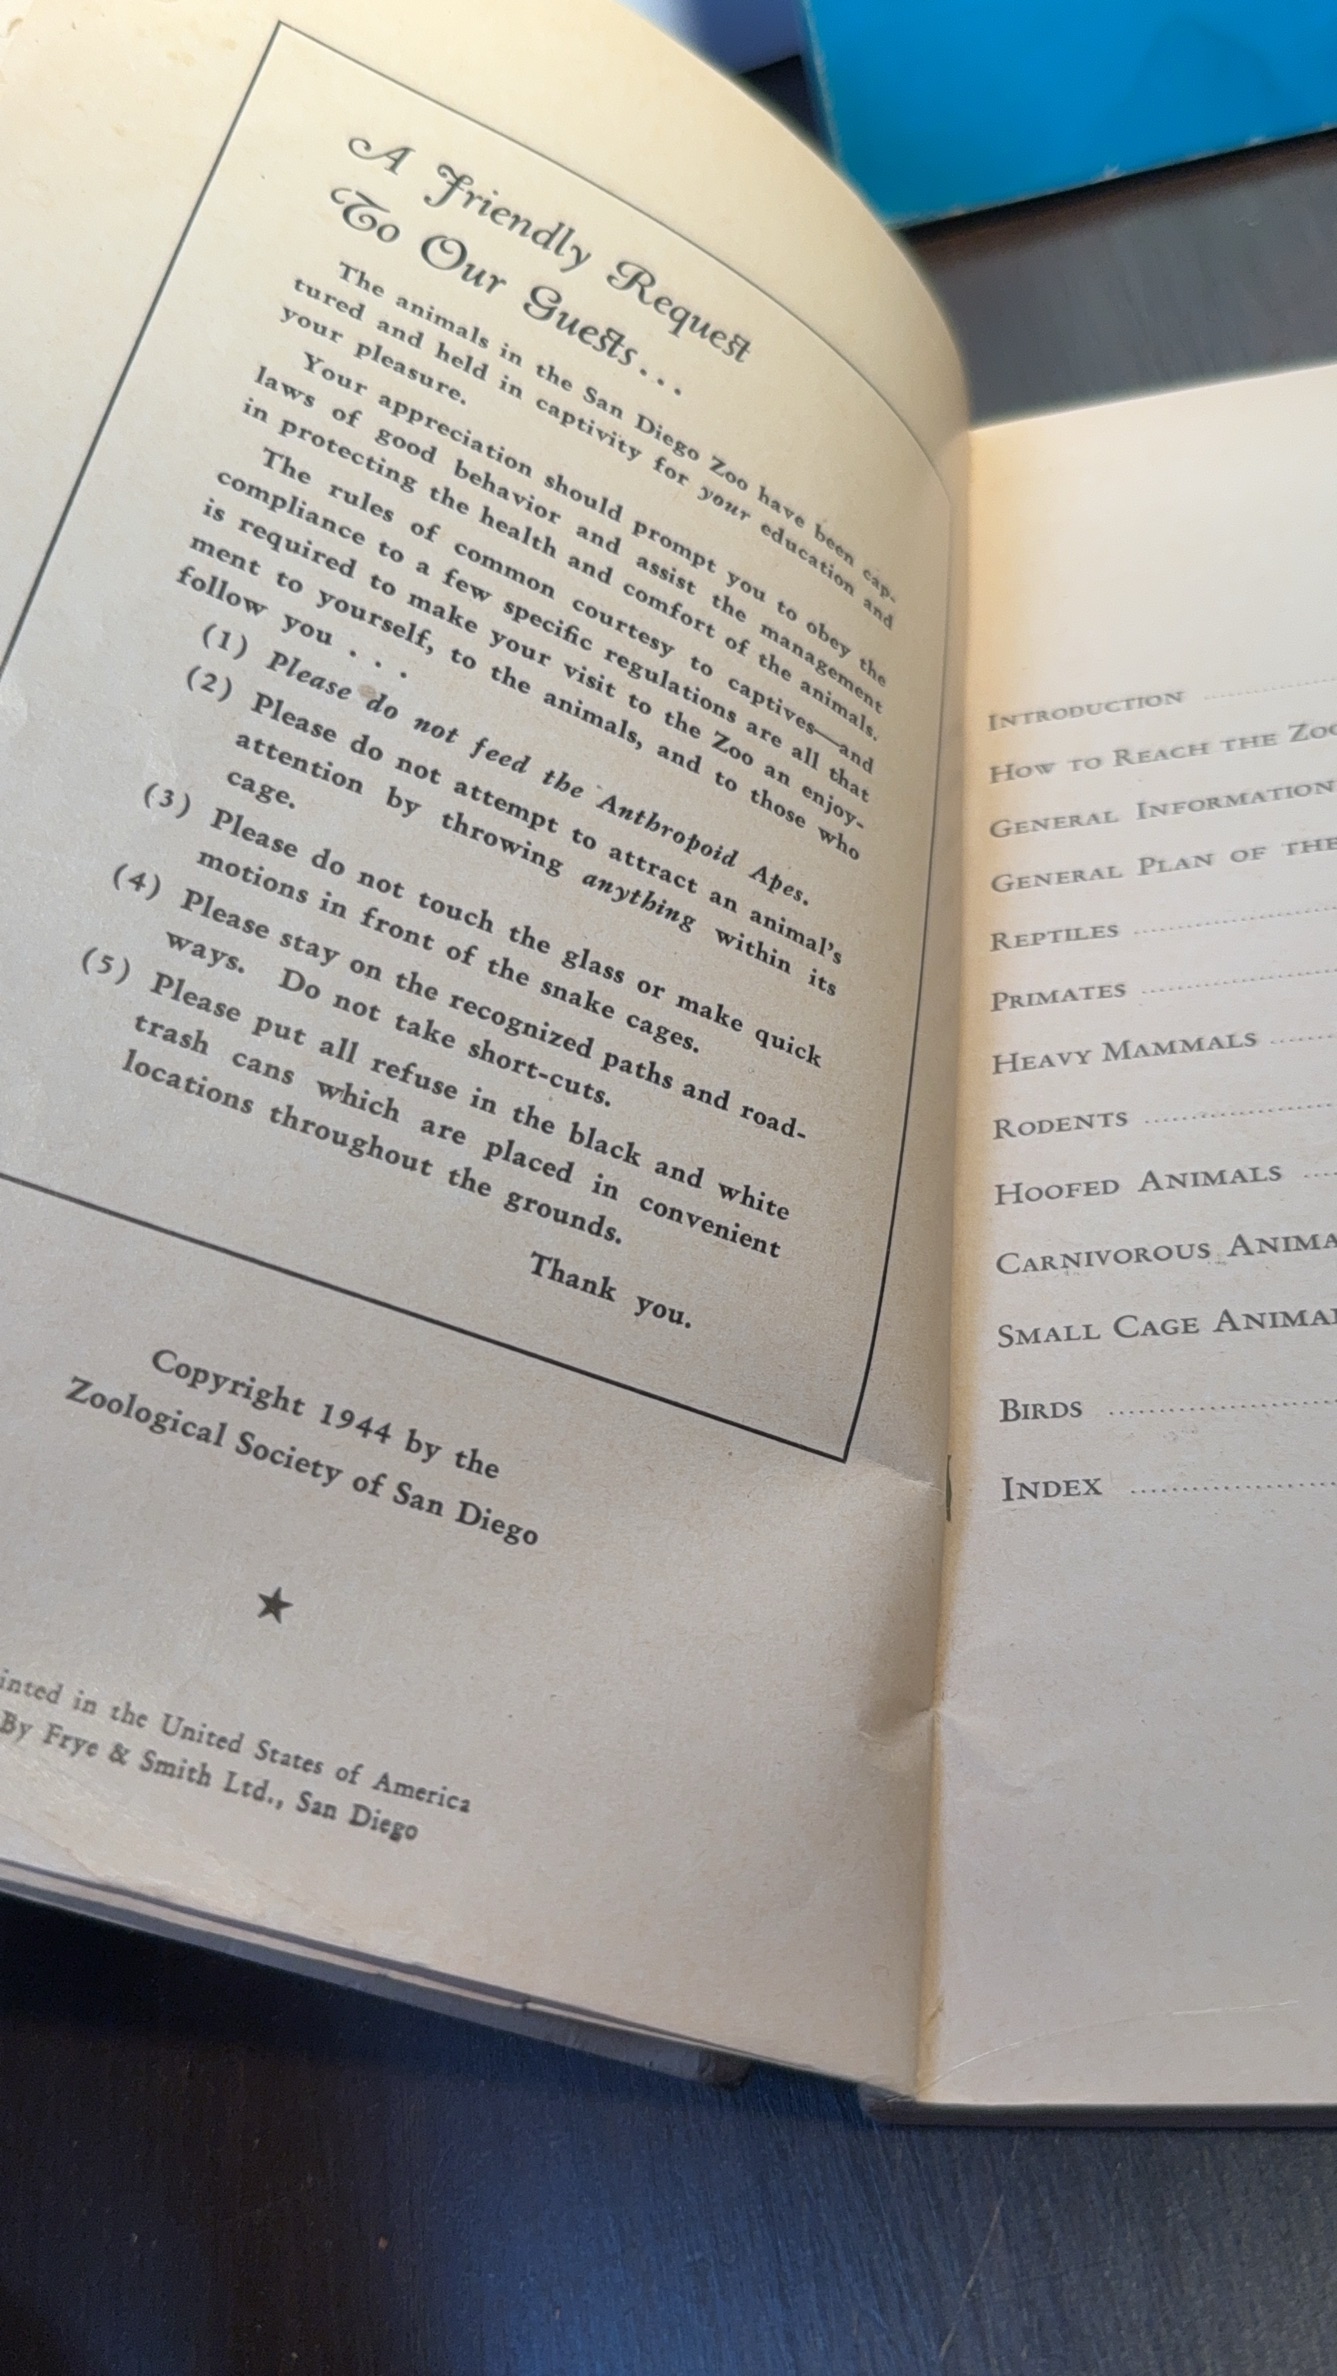 A Friendly Request
To Our Guests...
The animals in the San Diego Zoo have been cap-
tured and held in captivity for your education and
your pleasure.
Your appreciation should prompt you to obey the
laws of good behavior and assist the management
in protecting the health and comfort of the animals.
The rules of common courtesy to captives—and
compliance to a few specific regulations are all that
is required to make your visit to the Zoo an enjoy-
ment to yourself, to the animals, and to those who
follow you . . .
(1) Please do not feed the Anthropoid Apes.
(2) Please do not attempt to attract an animal's
attention by throwing anything within its
cage.
(3) Please do not touch the glass or make quick
motions in front of the snake cages.
(4) Please stay on the recognized paths and road-
ways. Do not take short-cuts.
(5) Please put all refuse in the black and white
trash cans which are placed in convenient
locations throughout the grounds.
Thank you.
Copyright 1944 by the
Zoological Society of San Diego
inted in the United States of America
By Frye & Smith Ltd., San Diego
INTRODUCTION
HOW TO REACH THE ZOO
GENERAL INFORMATION
GENERAL PLAN OF THE
REPTILES
PRIMATES
HEAVY MAMMALS
RODENTS
HOOFED ANIMALS
CARNIVOROUS ANIMA
SMALL CAGE ANIMAL
BIRDS
INDEX